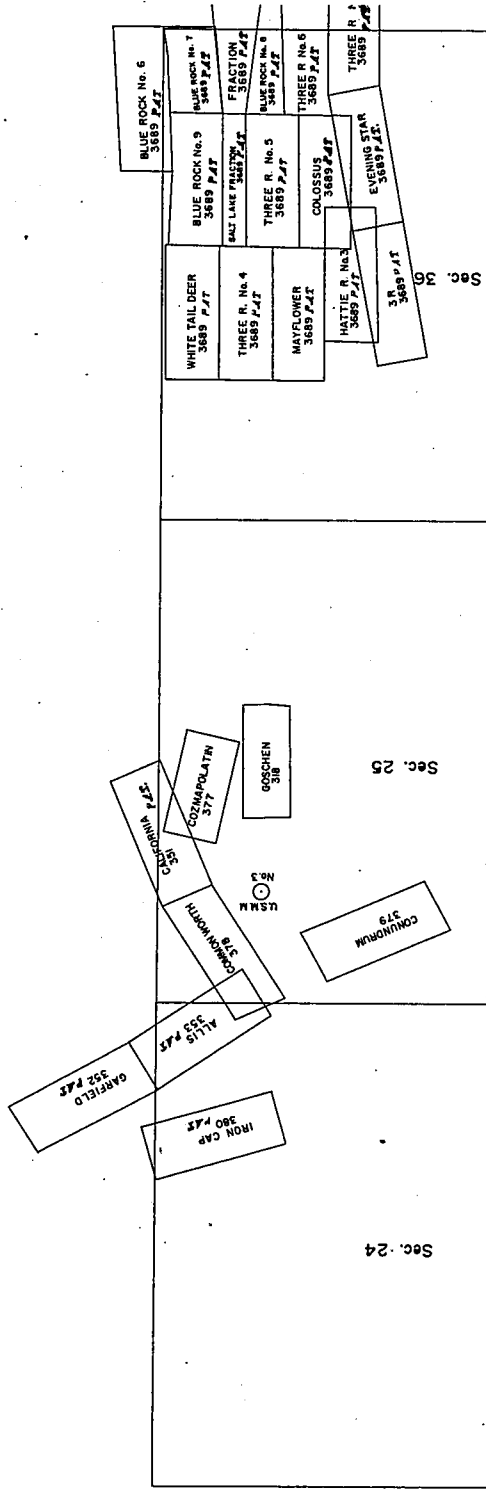 BLUE ROCK No. 6
3689 PAT
BLUE ROCK No. 7
3689 PAT
FRACTION
3689 PAT
BLUE ROCK No. 8
3689 PAT
THREE R No. 6
3689 PAT
THREE R
3689 PAT
BLUE ROCK No. 9
3689 PAT
SALT LAKE FRACTION
3689 PAT
THREE R. No. 5
3689 PAT
COLOSSUS
3689 PAT
EVENING STAR
3689 PAT.
WHITE TAIL DEER
3689 PAT
THREE R. No. 4
3689 PAT
MAYFLOWER
3689 PAT
HATTIE R. No.3
3689 PAT
3 R
3689 PAT
Sec. 36
CALIFORNIA PAT.
351
COZMAPOLATIN
377
GOSCHEN
318
Sec. 25
COMMONWORTH
378
U.S.M.M
No. 3
CONUNDRUM
379
GARFIELD
352 PAT
ALLIS
353 PAT
IRON CAP
380 PAT
Sec. 24